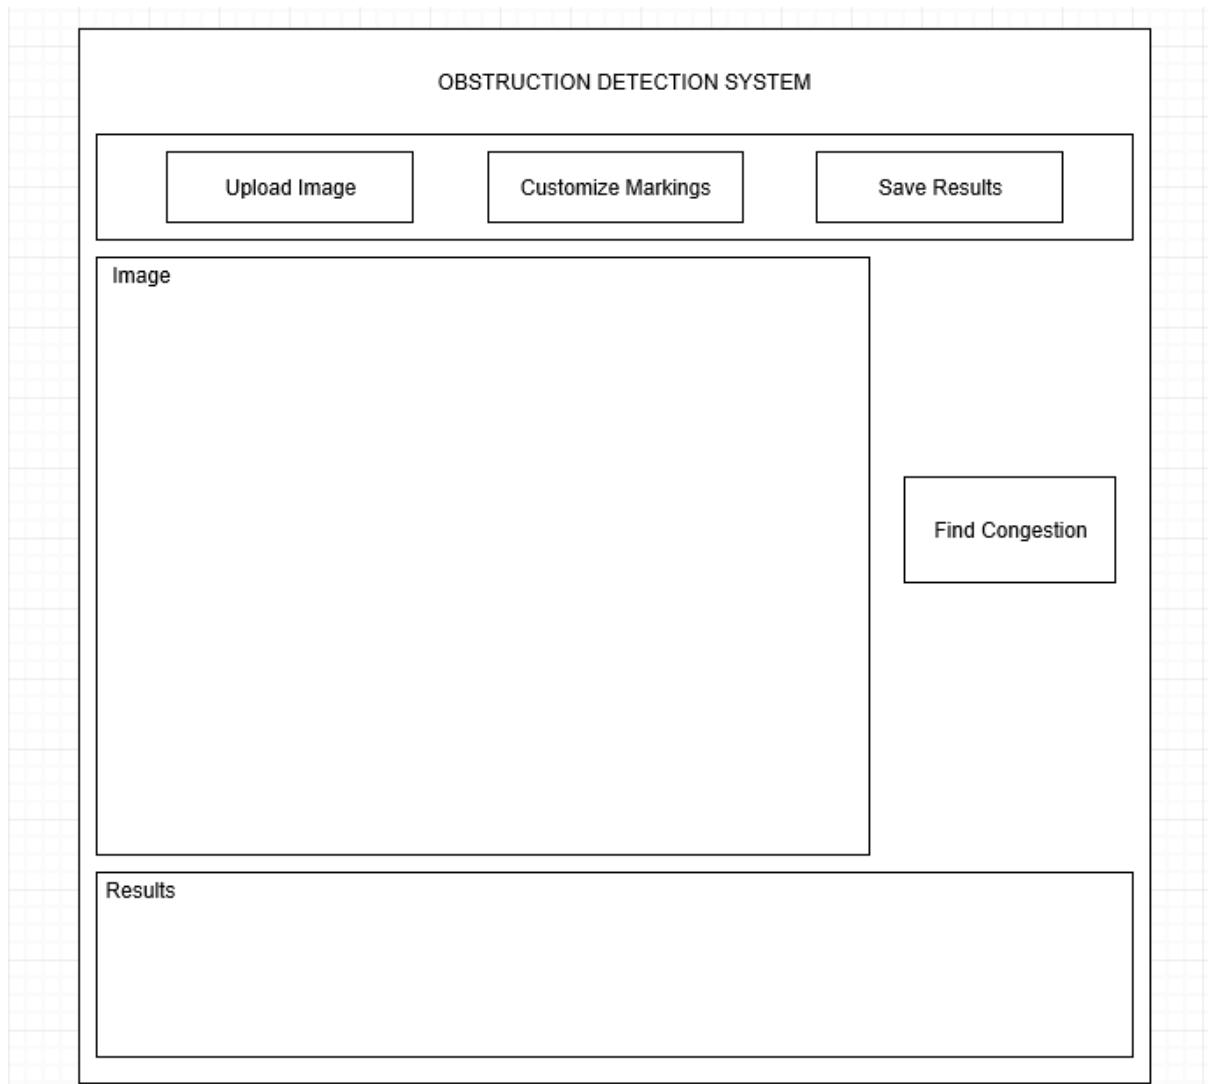 OBSTRUCTION DETECTION SYSTEM
Upload Image
Customize Markings
Save Results
Image
Find Congestion
Results